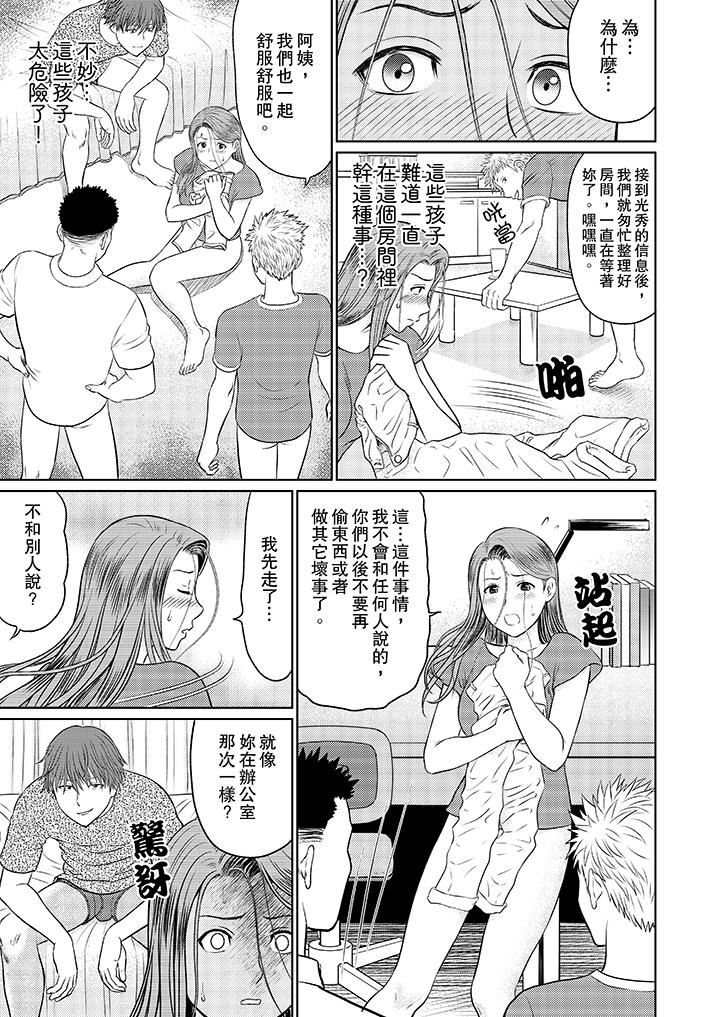 為…
為什麼…
接到光秀的信息後，
我們就匆忙整理好
房間，一直在等著
妳了。嘿嘿嘿。
咣當
這些孩子
難道一直
在這個房間裡
幹這種事…？
啪
阿姨，
我們也一起
舒服舒服吧。
不妙…
這些孩子
太危險了！
站起
這…這件事情，
我不會和任何人說的，
你們以後不要再
偷東西或者
做其它壞事了。
我先走了…
不和別人說？
就像
妳在辦公室
那次一樣？
驚訝